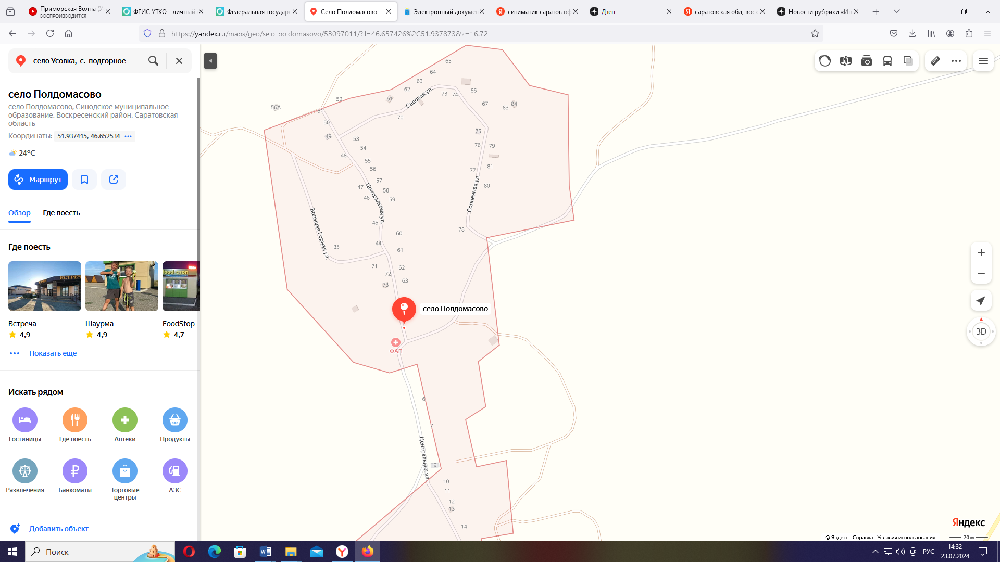 Приморская Волна (У
ВОСПРОИЗВОДИТСЯ
ФГИС УТКО - личный
Федеральная государс
Село Полдомасово —
Электронный докумен
ситиматик саратов оф
Дзен
саратовская обл, воск
Новости рубрики «Ин
https://yandex.ru/maps/geo/selo_poldomasovo/53097011/?ll=46.657426%2C51.937873&z=16.72
село Усовка, с. подгорное
село Полдомасово
село Полдомасово, Синодское муниципальное
образование, Воскресенский район, Саратовская
область
Координаты: 51.937415, 46.652534
24°C
Маршрут
Обзор
Где поесть
Где поесть
ВСТРЕЧ
food-стоп
Встреча
Шаурма
FoodStop
4,9
4,9
4,7
Показать ещё
Искать рядом
Гостиницы
Где поесть
Аптеки
Продукты
Развлечения
Банкоматы
Торговые
центры
АЗС
Добавить объект
65
64
63
62
61
52
56А
51
50
49
Садовая ул.
73
74
66
67
83
84
70
53
54
48
55
56
57
47
58
46
59
Центральная ул.
75
76
79
77
81
80
Солнечная ул.
78
Большая Горная ул.
45
60
44
35
61
71
72
62
63
73
село Полдомасово
ФАП
6
7
Центральная ул.
9
10
11
12
13
14
3D
Яндекс
© Яндекс Справка Условия использования
70 м
Поиск
РУС
14:32
23.07.2024